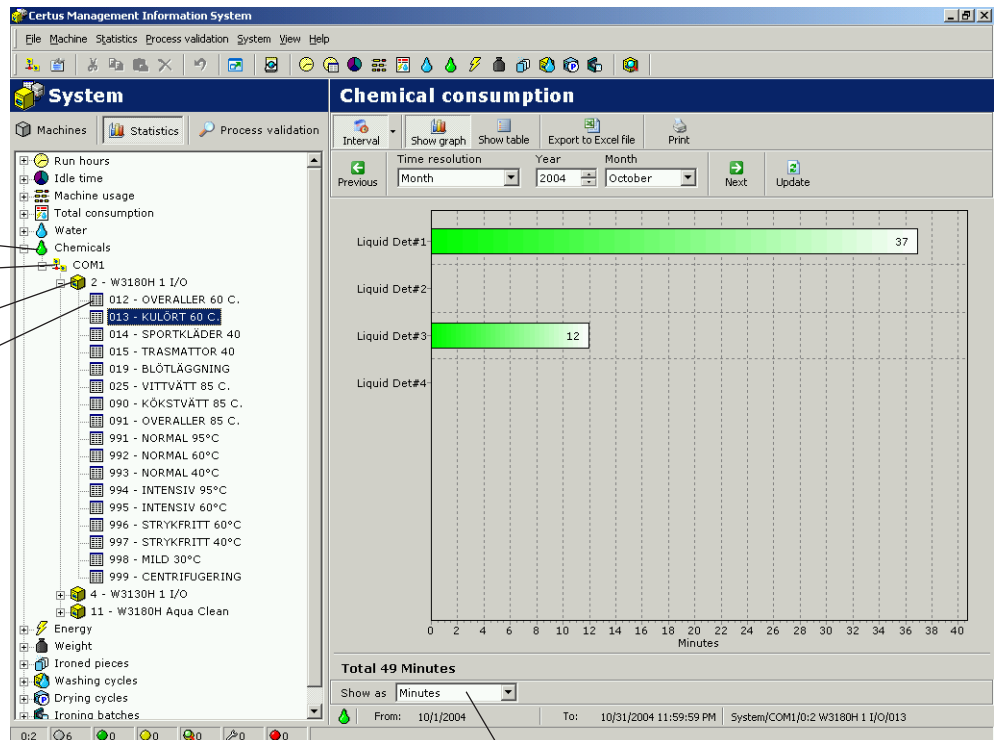 Certus Management Information System
File Machine Statistics Process validation System View Help
System
Chemical consumption
Machines Statistics Process validation
Interval Show graph Show table Export to Excel file Print
Previous Time resolution Year Month Next Update
Month 2004 October
Run hours
Idle time
Machine usage
Total consumption
Water
Chemicals
COM1
2 - W3180H 1 I/O
012 - OVERALLER 60 C.
013 - KULÖRT 60 C.
014 - SPORTKLÄDER 40
015 - TRASMATTOR 40
019 - BLÖTLÄGGNING
025 - VITTVÄTT 85 C.
090 - KÖKSTVÄTT 85 C.
091 - OVERALLER 85 C.
991 - NORMAL 95°C
992 - NORMAL 60°C
993 - NORMAL 40°C
994 - INTENSIV 95°C
995 - INTENSIV 60°C
996 - STRYKFRITT 60°C
997 - STRYKFRITT 40°C
998 - MILD 30°C
999 - CENTRIFUGERING
4 - W3130H 1 I/O
11 - W3180H Aqua Clean
Energy
Weight
Ironed pieces
Washing cycles
Drying cycles
Ironing batches
Liquid Det#1 37
Liquid Det#2
Liquid Det#3 12
Liquid Det#4
0 2 4 6 8 10 12 14 16 18 20 22 24 26 28 30 32 34 36 38 40
Minutes
Total 49 Minutes
Show as Minutes
From: 10/1/2004 To: 10/31/2004 11:59:59 PM System/COM1/0:2 W3180H 1 I/O/013
0:2 6 0 0 0 0 0